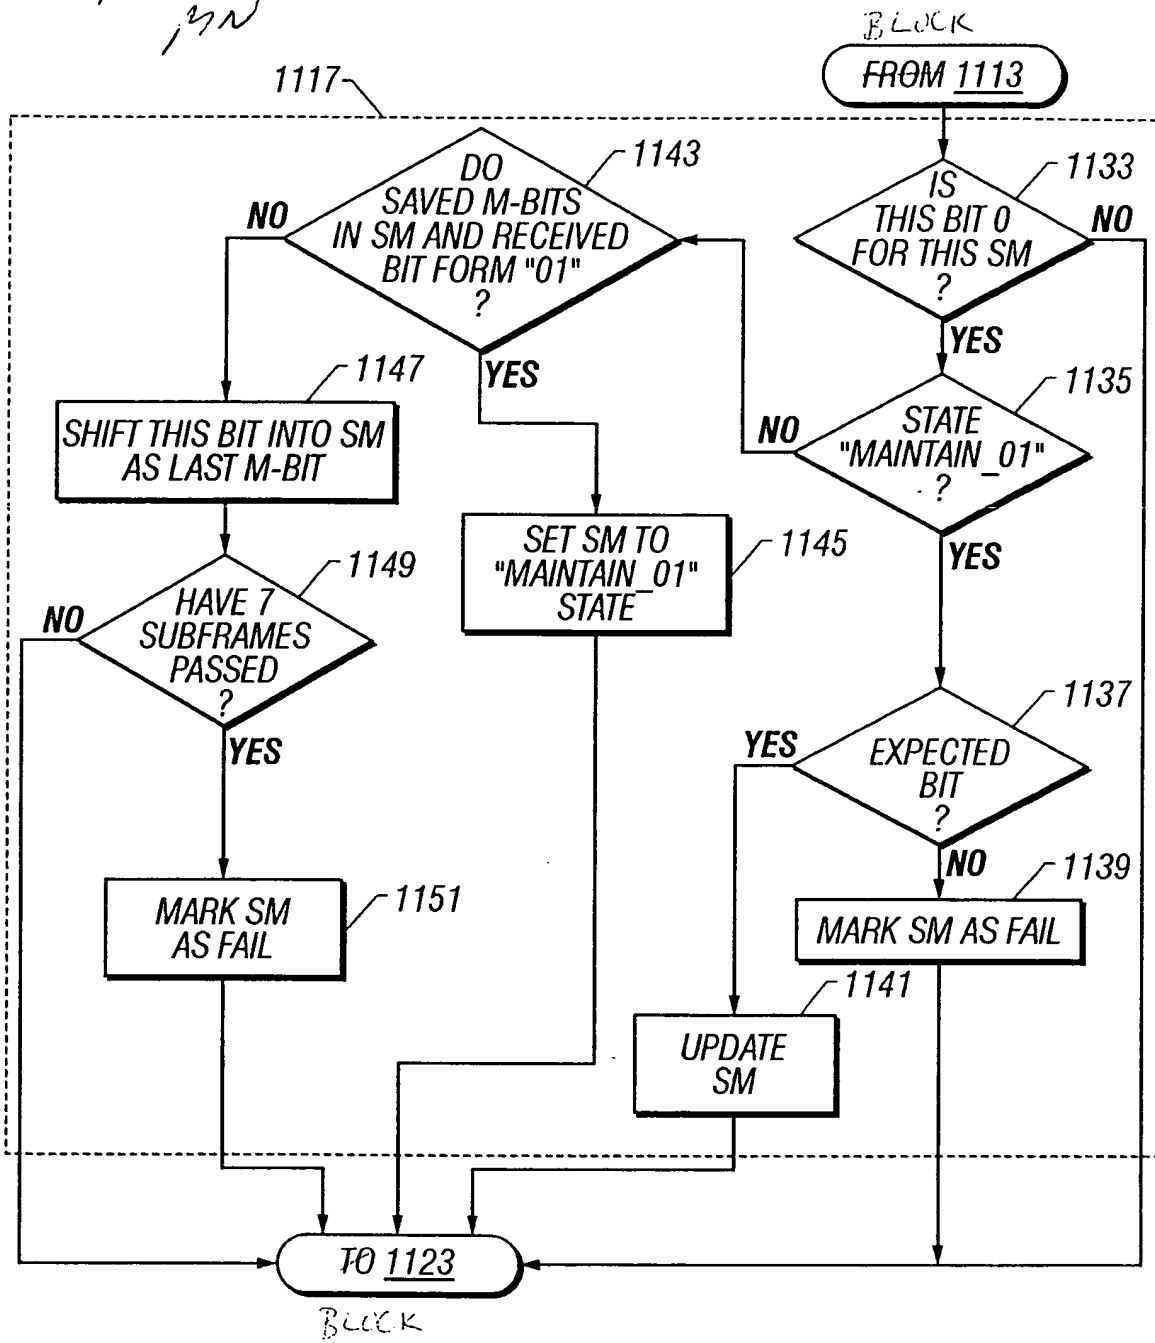 BLOCK
FROM 1113
1117
1143
DO
SAVED M-BITS
IN SM AND RECEIVED
BIT FORM "01"
?
NO
YES
1133
IS
THIS BIT 0
FOR THIS SM
?
NO
YES
1147
SHIFT THIS BIT INTO SM
AS LAST M-BIT
1135
STATE
"MAINTAIN_01"
?
NO
YES
1145
SET SM TO
"MAINTAIN_01"
STATE
1149
HAVE 7
SUBFRAMES
PASSED
?
NO
YES
1137
EXPECTED
BIT
?
YES
NO
1151
MARK SM
AS FAIL
1139
MARK SM AS FAIL
1141
UPDATE
SM
TO 1123
BLOCK